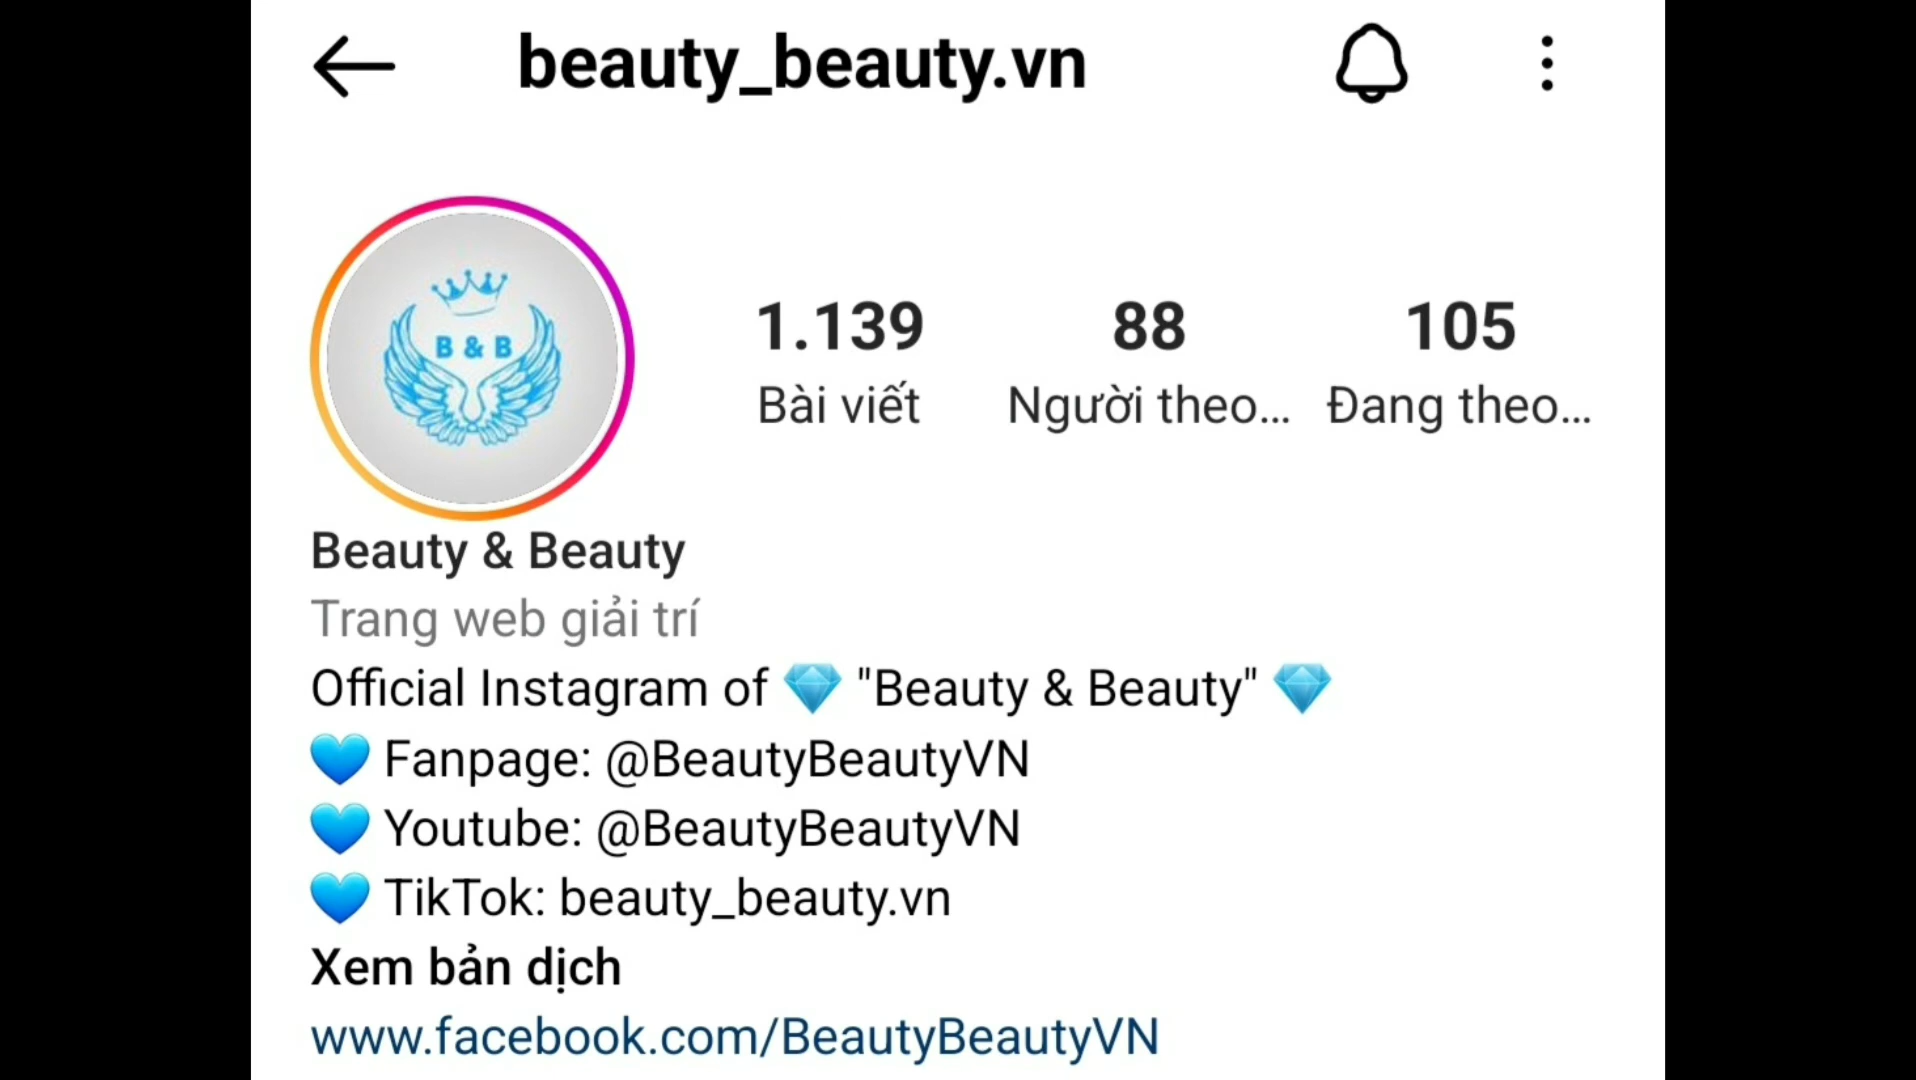 beauty_beauty.vn
B & B
1.139 88 105
Bài viết Người theo... Đang theo...
Beauty & Beauty
Trang web giải trí
Official Instagram of 💎 "Beauty & Beauty" 💎
💙 Fanpage: @BeautyBeautyVN
💙 Youtube: @BeautyBeautyVN
💙 TikTok: beauty_beauty.vn
Xem bản dịch
www.facebook.com/BeautyBeautyVN